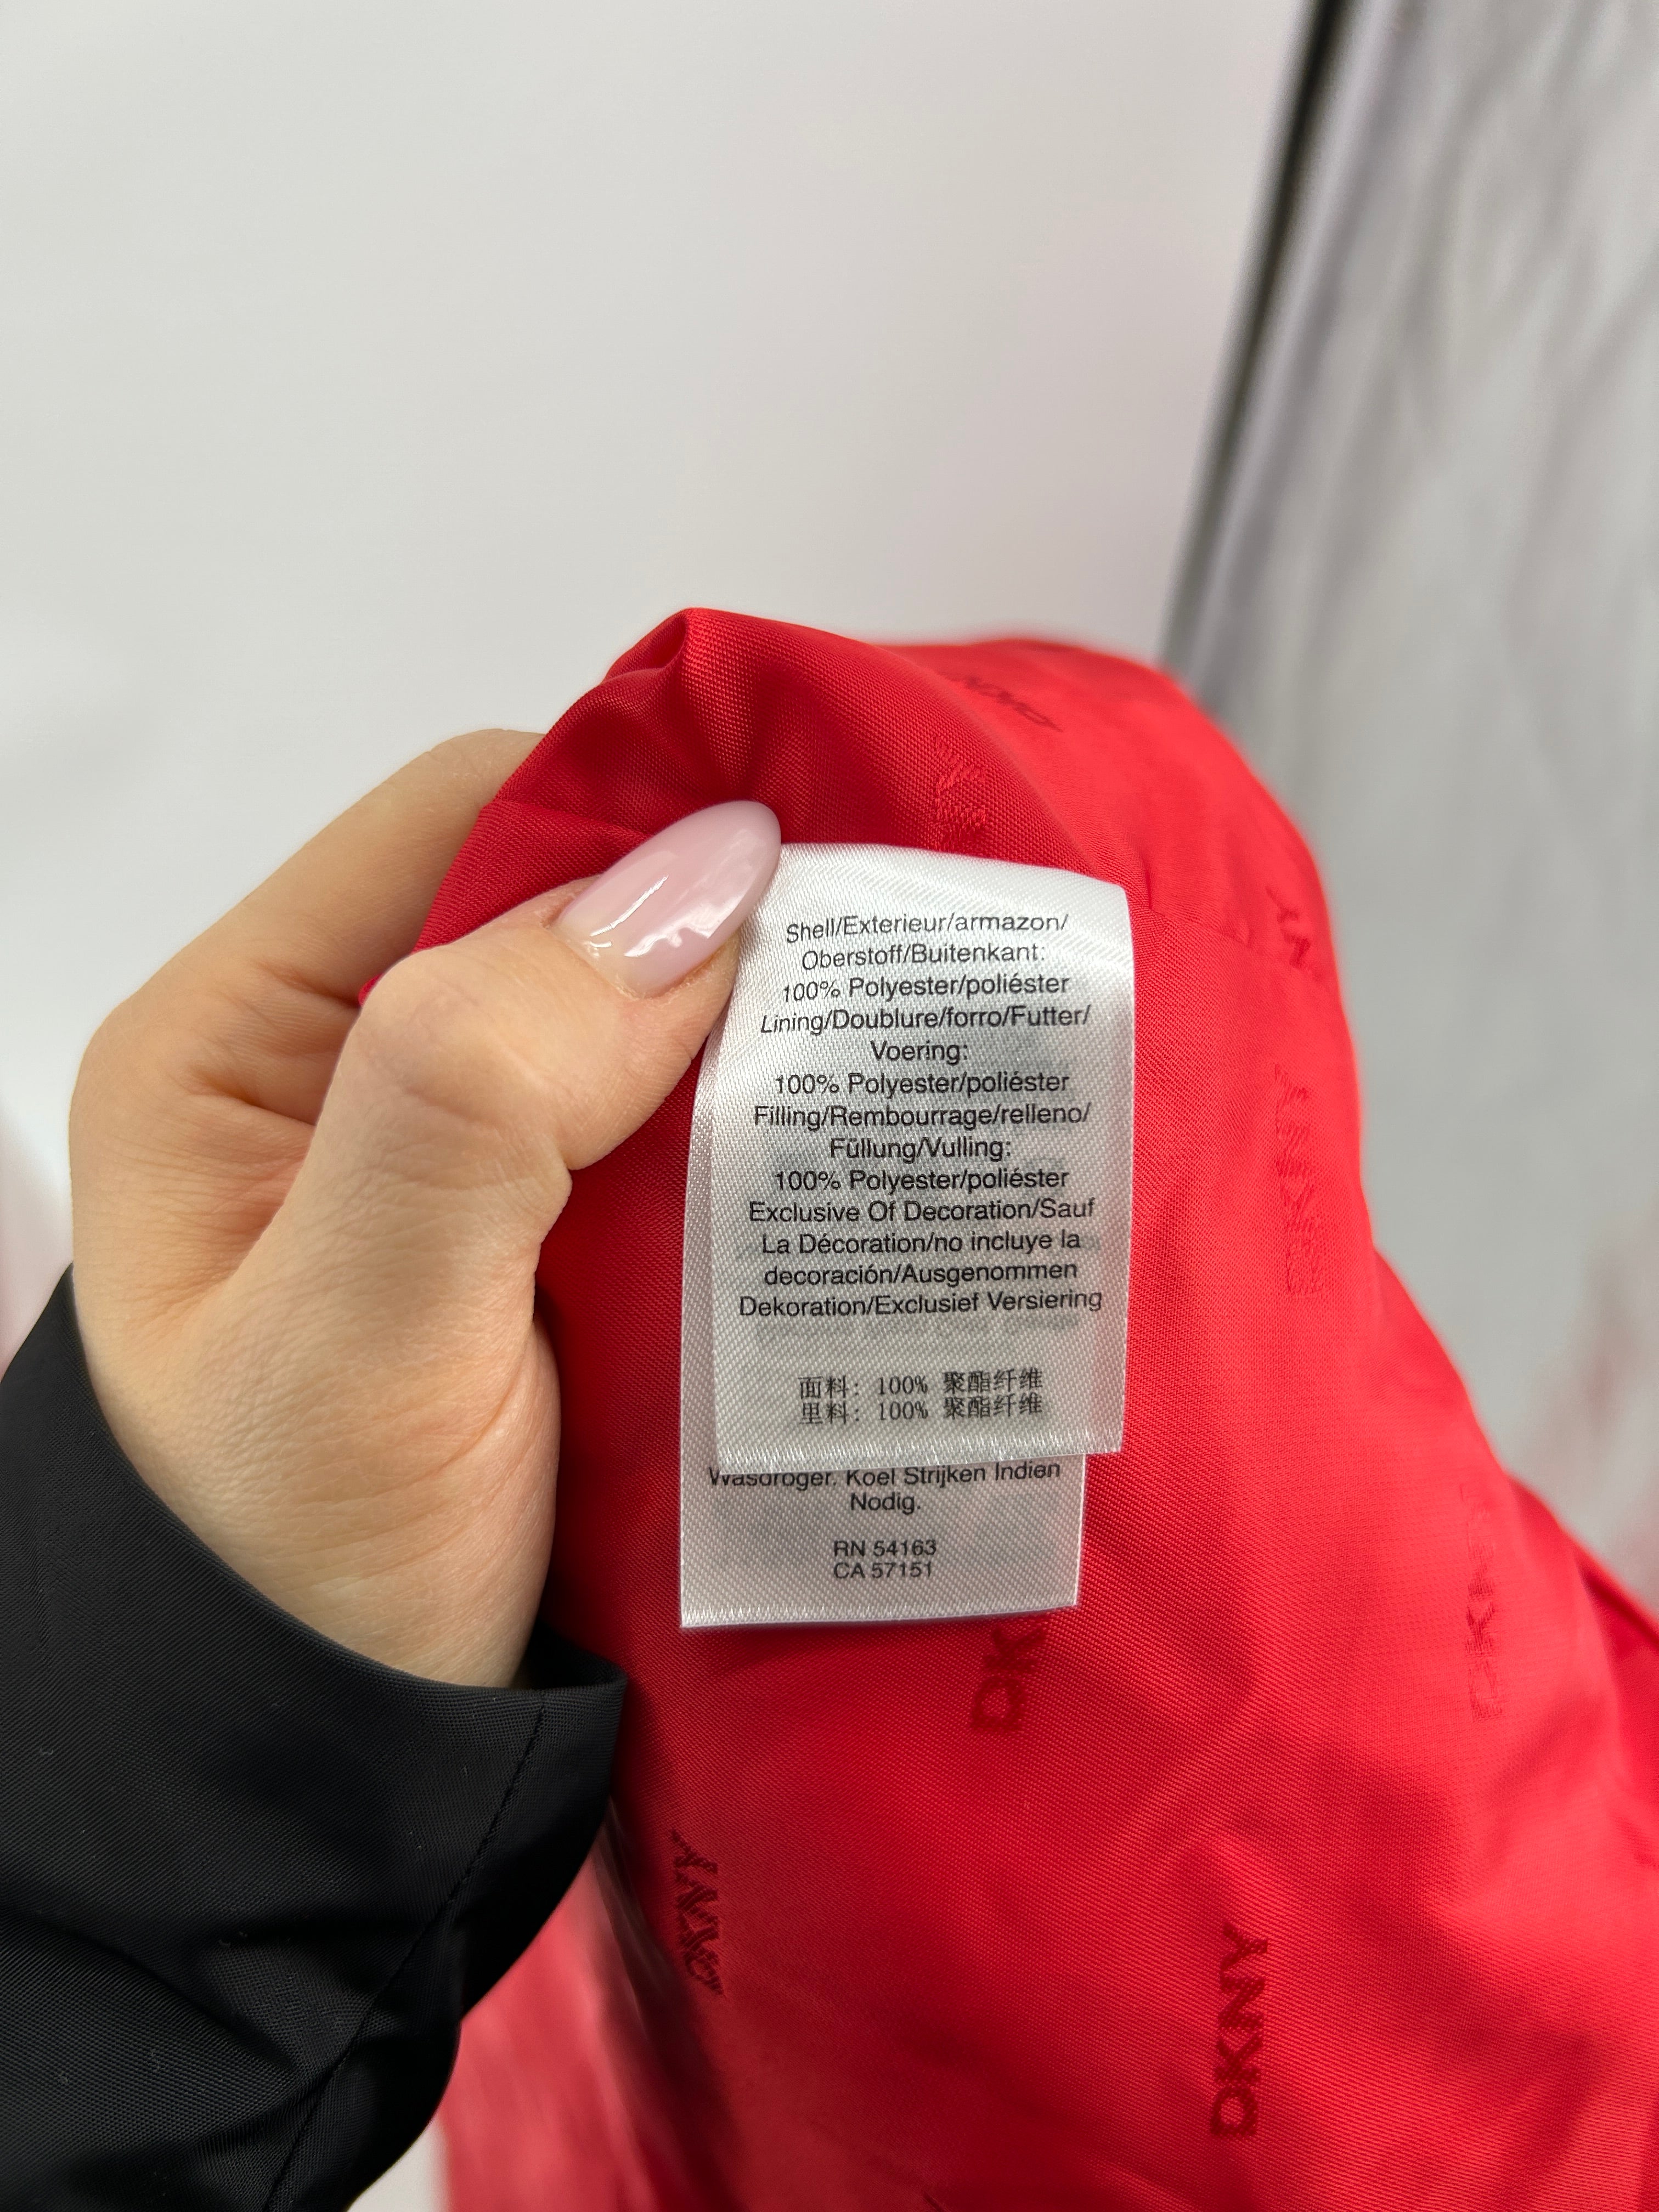 Shell/Exterieur/armazon/
Oberstoff/Buitenkant:
100% Polyester/poliéster
Lining/Doublure/forro/Futter/
Voering:
100% Polyester/poliéster
Filling/Rembourrage/relleno/
Füllung/Vulling:
100% Polyester/poliéster
Exclusive Of Decoration/Sauf
La Décoration/no incluye la
decoración/Ausgenommen
Dekoration/Exclusief Versiering
面料: 100% 聚酯纤维
里料: 100% 聚酯纤维
Wasdroger. Koel Strijken Indien
Nodig.
RN 54163
CA 57151
DK
DKNY
DKNY
DKNY
DKNY